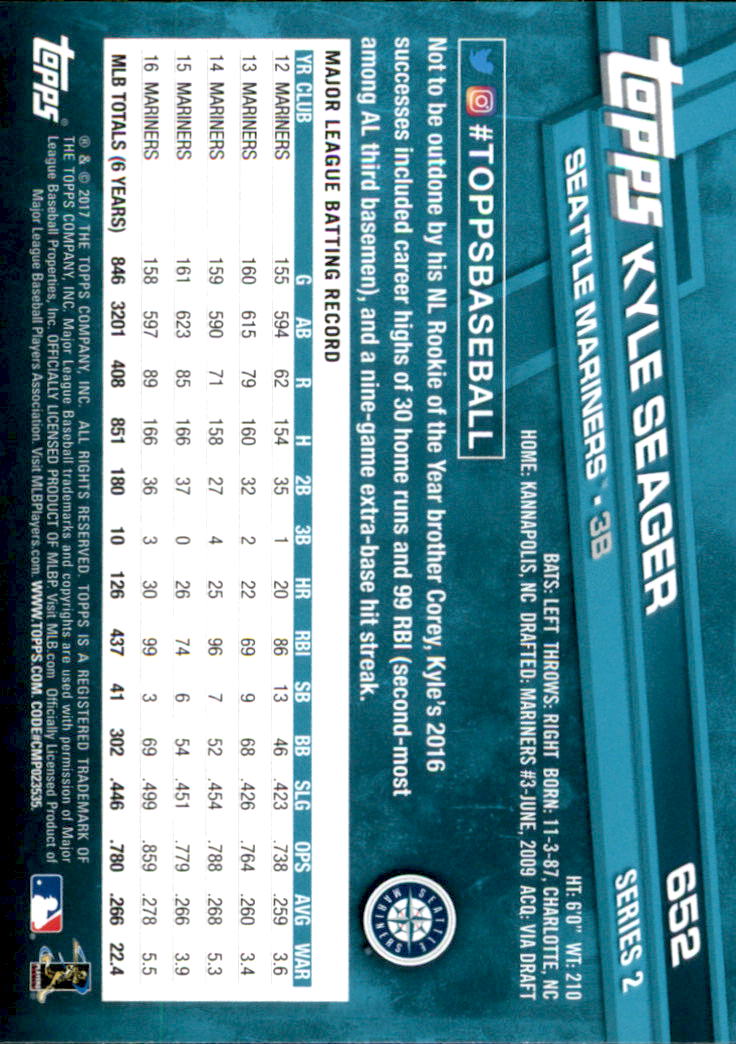 Topps KYLE SEAGER 652
SEATTLE MARINERS™ • 3B SERIES 2
HT: 6'0" WT: 210
BATS: LEFT THROWS: RIGHT BORN: 11-3-87, CHARLOTTE, NC
HOME: KANNAPOLIS, NC DRAFTED: MARINERS #3-JUNE, 2009 ACQ: VIA DRAFT
#TOPPSBASEBALL
SEATTLE MARINERS ®
Not to be outdone by his NL Rookie of the Year brother Corey, Kyle's 2016
successes included career highs of 30 home runs and 99 RBI (second-most
among AL third basemen), and a nine-game extra-base hit streak.
MAJOR LEAGUE BATTING RECORD
YR CLUB G AB R H 2B 3B HR RBI SB BB SLG OPS AVG WAR
12 MARINERS 155 594 62 154 35 1 20 86 13 46 .423 .738 .259 3.6
13 MARINERS 160 615 79 160 32 2 22 69 9 68 .426 .764 .260 3.4
14 MARINERS 159 590 71 158 27 4 25 96 7 52 .454 .788 .268 5.3
15 MARINERS 161 623 85 166 37 0 26 74 6 54 .451 .779 .266 3.9
16 MARINERS 158 597 89 166 36 3 30 99 3 69 .499 .859 .278 5.5
MLB TOTALS (6 YEARS) 846 3201 408 851 180 10 126 437 41 302 .446 .780 .266 22.4
Topps®
® & © 2017 THE TOPPS COMPANY, INC. ALL RIGHTS RESERVED. TOPPS IS A REGISTERED TRADEMARK OF
THE TOPPS COMPANY, INC. Major League Baseball trademarks and copyrights are used with permission of Major
League Baseball Properties, Inc. OFFICIALLY LICENSED PRODUCT OF MLBP. Visit MLB.com Officially Licensed Product of
Major League Baseball Players Association. Visit MLBPlayers.com. WWW.TOPPS.COM. CODE#CMP023535.